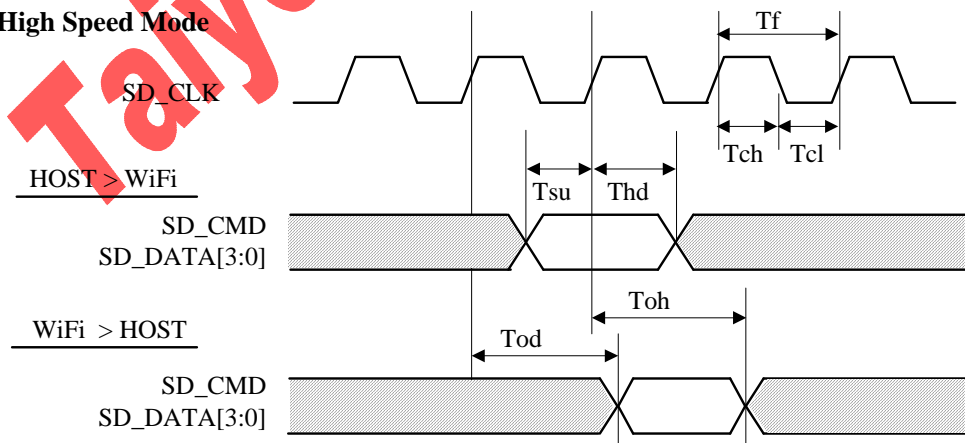 High Speed Mode
Tf
SD_CLK
Tch Tcl
HOST > WiFi
Tsu Thd
SD_CMD
SD_DATA[3:0]
Toh
WiFi > HOST
Tod
SD_CMD
SD_DATA[3:0]